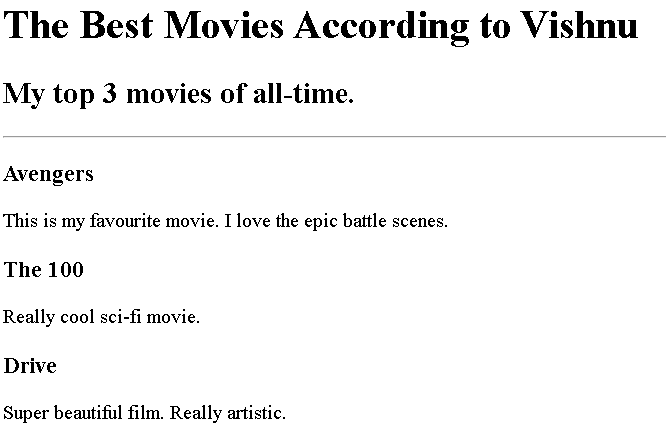 The Best Movies According to Vishnu
My top 3 movies of all-time.
Avengers
This is my favourite movie. I love the epic battle scenes.
The 100
Really cool sci-fi movie.
Drive
Super beautiful film. Really artistic.